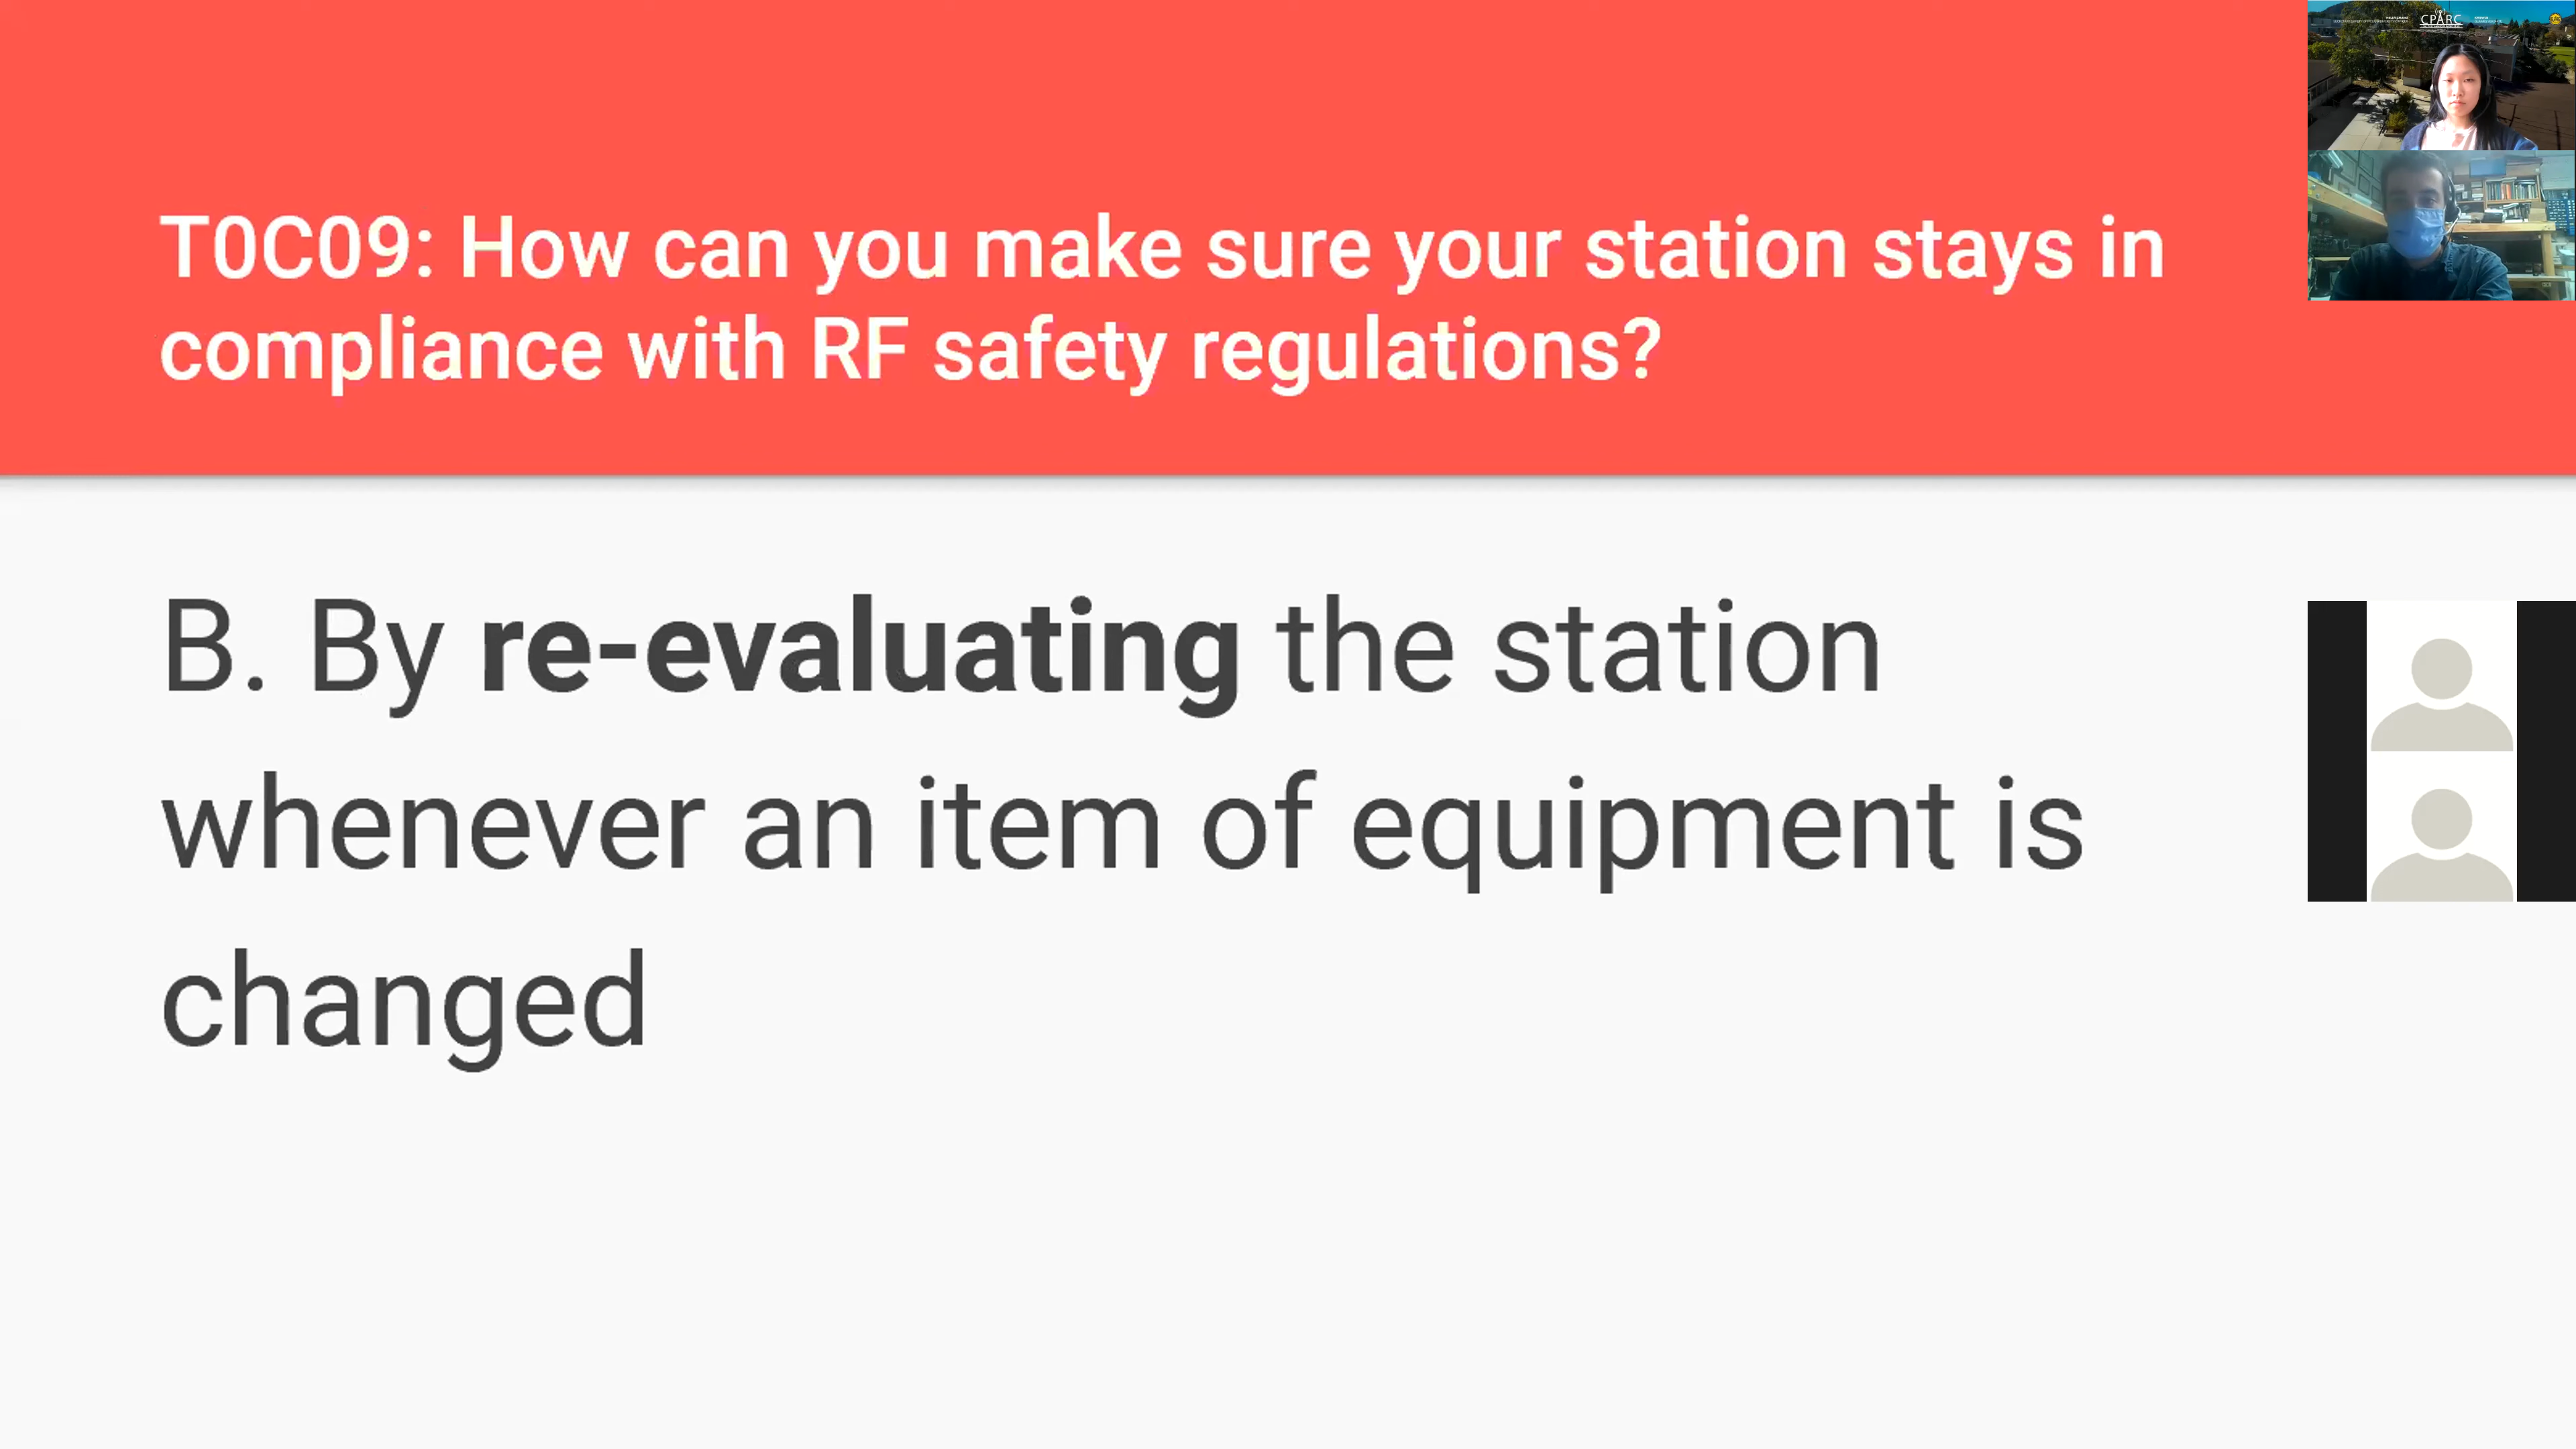 T0C09: How can you make sure your station stays in
compliance with RF safety regulations?
B. By re-evaluating the station
whenever an item of equipment is
changed
CPARC